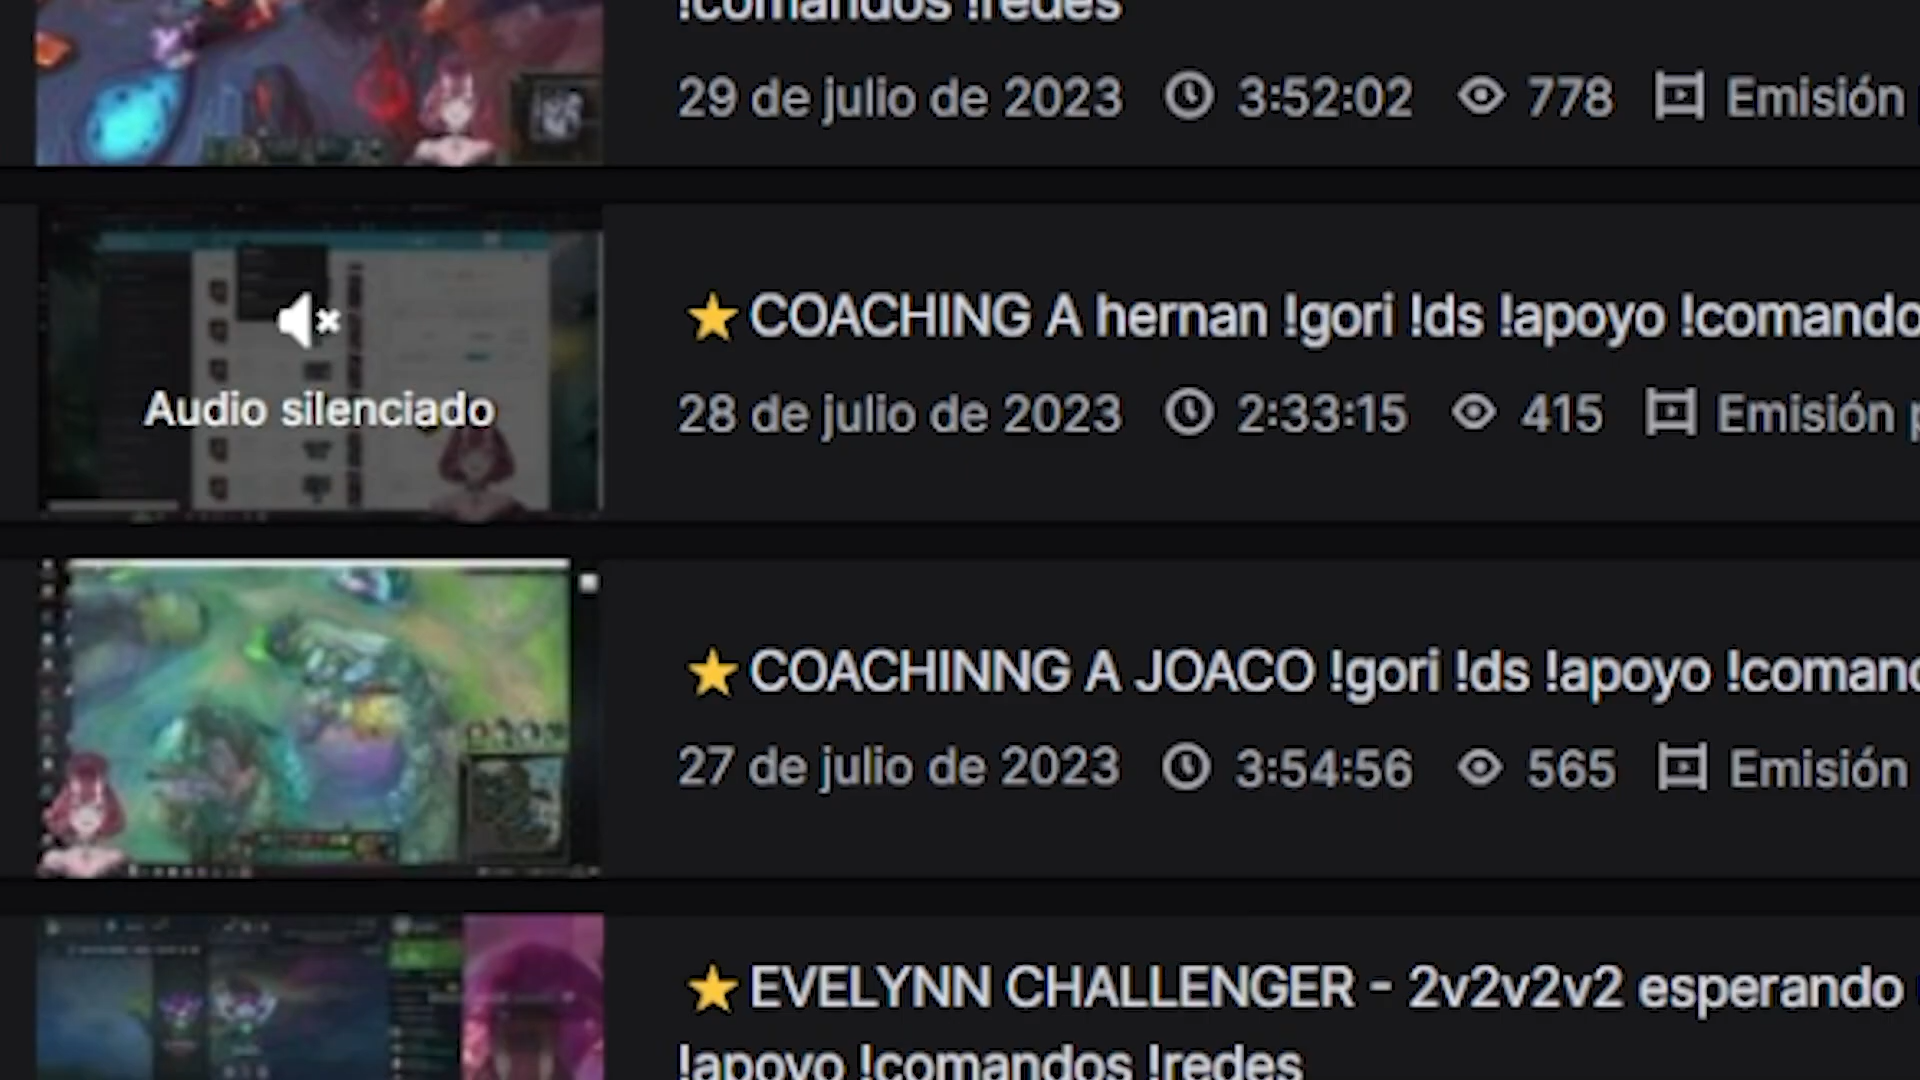 !comandos !redes
29 de julio de 2023 3:52:02 778 Emisión
Audio silenciado
⭐COACHING A hernan !gori !ds !apoyo !comando
28 de julio de 2023 2:33:15 415 Emisión p
⭐COACHINNG A JOACO !gori !ds !apoyo !comand
27 de julio de 2023 3:54:56 565 Emisión
⭐EVELYNN CHALLENGER - 2v2v2v2 esperando
!apoyo !comandos !redes